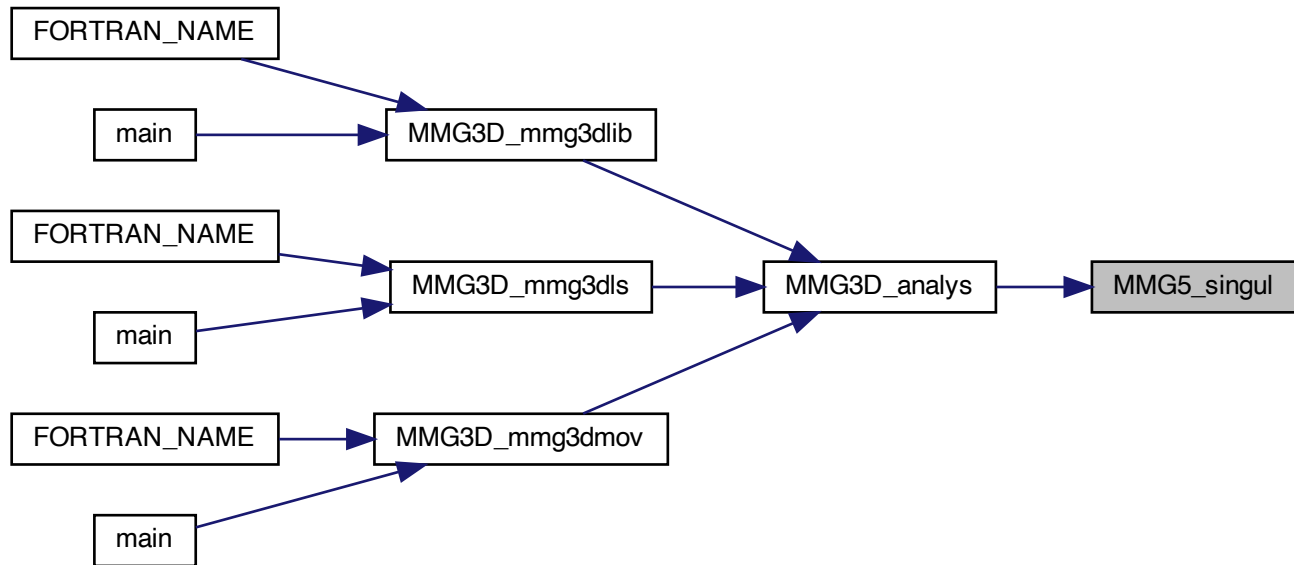 FORTRAN_NAME
main
MMG3D_mmg3dlib
FORTRAN_NAME
main
MMG3D_mmg3dls
MMG3D_analys
MMG5_singul
FORTRAN_NAME
main
MMG3D_mmg3dmov